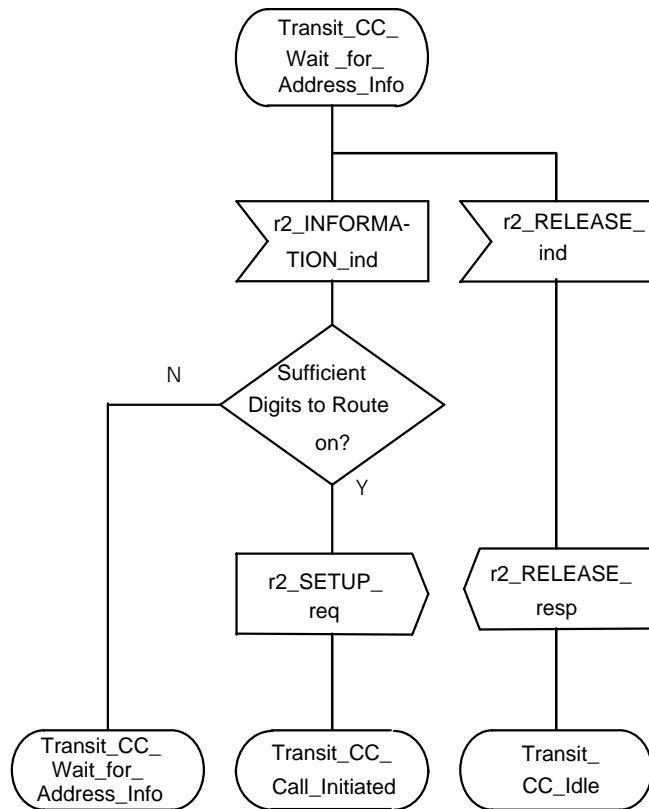 Transit_CC_
Wait _for_
Address_Info
r2_INFORMA-
TION_ind
r2_RELEASE_
ind
N
Sufficient
Digits to Route
on?
Y
r2_SETUP_
req
r2_RELEASE_
resp
Transit_CC_
Wait_for_
Address_Info
Transit_CC_
Call_Initiated
Transit_
CC_Idle